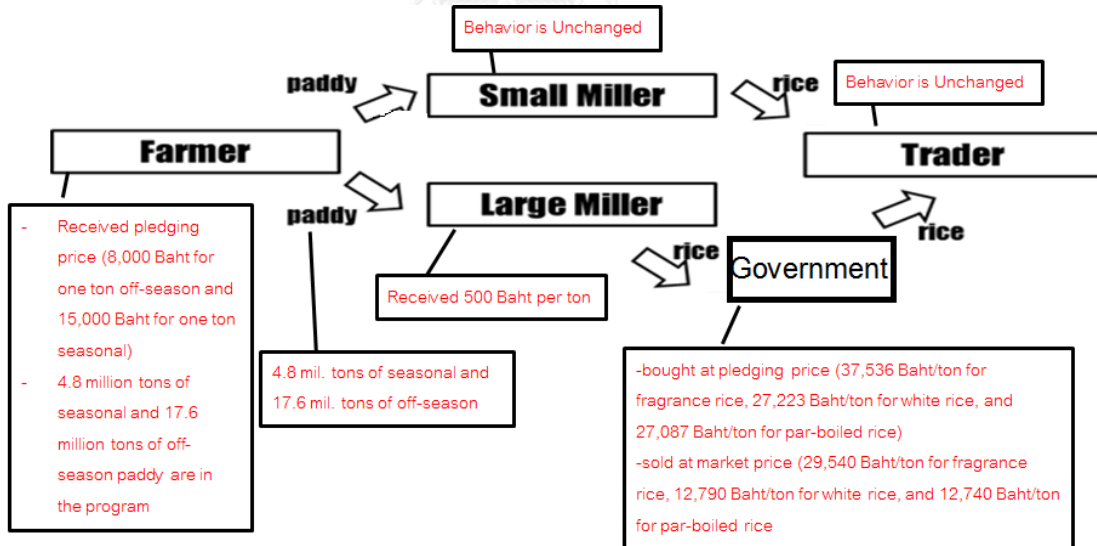 Behavior is Unchanged
paddy
Small Miller
rice
Behavior is Unchanged
Farmer
Trader
paddy
Large Miller
rice
Government
rice
- Received pledging
price (8,000 Baht for
one ton off-season and
15,000 Baht for one ton
seasonal)
- 4.8 million tons of
seasonal and 17.6
million tons of off-
season paddy are in
the program
Received 500 Baht per ton
4.8 mil. tons of seasonal and
17.6 mil. tons of off-season
-bought at pledging price (37,536 Baht/ton for
fragrance rice, 27,223 Baht/ton for white rice, and
27,087 Baht/ton for par-boiled rice)
-sold at market price (29,540 Baht/ton for fragrance
rice, 12,790 Baht/ton for white rice, and 12,740 Baht/ton
for par-boiled rice